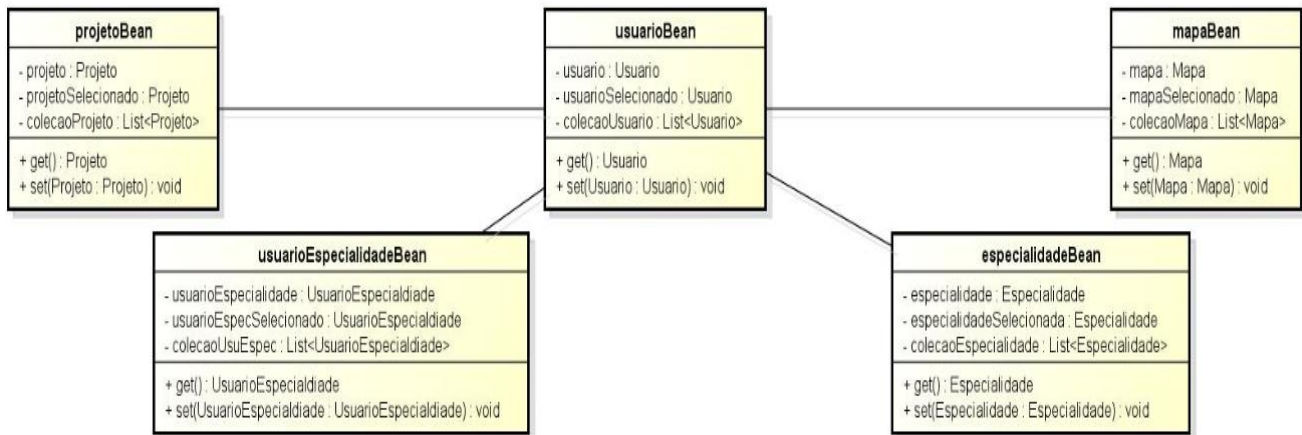 projetoBean
- projeto : Projeto
- projetoSelecionado : Projeto
- colecaoProjeto : List<Projeto>
+ get() : Projeto
+ set(Projeto : Projeto) : void
usuarioBean
- usuario : Usuario
- usuarioSelecionado : Usuario
- colecaoUsuario : List<Usuario>
+ get() : Usuario
+ set(Usuario : Usuario) : void
mapaBean
- mapa : Mapa
- mapaSelecionado : Mapa
- colecaoMapa : List<Mapa>
+ get() : Mapa
+ set(Mapa : Mapa) : void
usuarioEspecialidadeBean
- usuarioEspecialidade : UsuarioEspecialdiade
- usuarioEspecSelecionado : UsuarioEspecialdiade
- colecaoUsuEspec : List<UsuarioEspecialdiade>
+ get() : UsuarioEspecialdiade
+ set(UsuarioEspecialdiade : UsuarioEspecialdiade) : void
especialidadeBean
- especialidade : Especialidade
- especialidadeSelecionada : Especialidade
- colecaoEspecialidade : List<Especialidade>
+ get() : Especialidade
+ set(Especialidade : Especialidade) : void